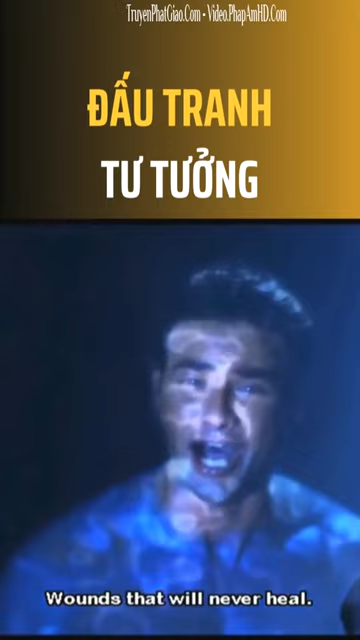 TruyenPhatGiao.Com - Video.PhapAmHD.Com
ĐẤU TRANH
TƯ TƯỞNG
Wounds that will never heal.